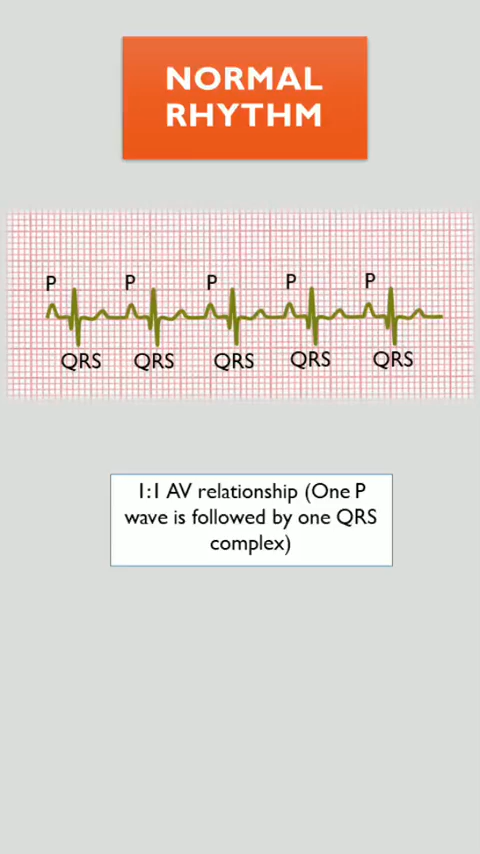 NORMAL
RHYTHM
P P P P P
QRS QRS QRS QRS QRS
1:1 AV relationship (One P
wave is followed by one QRS
complex)